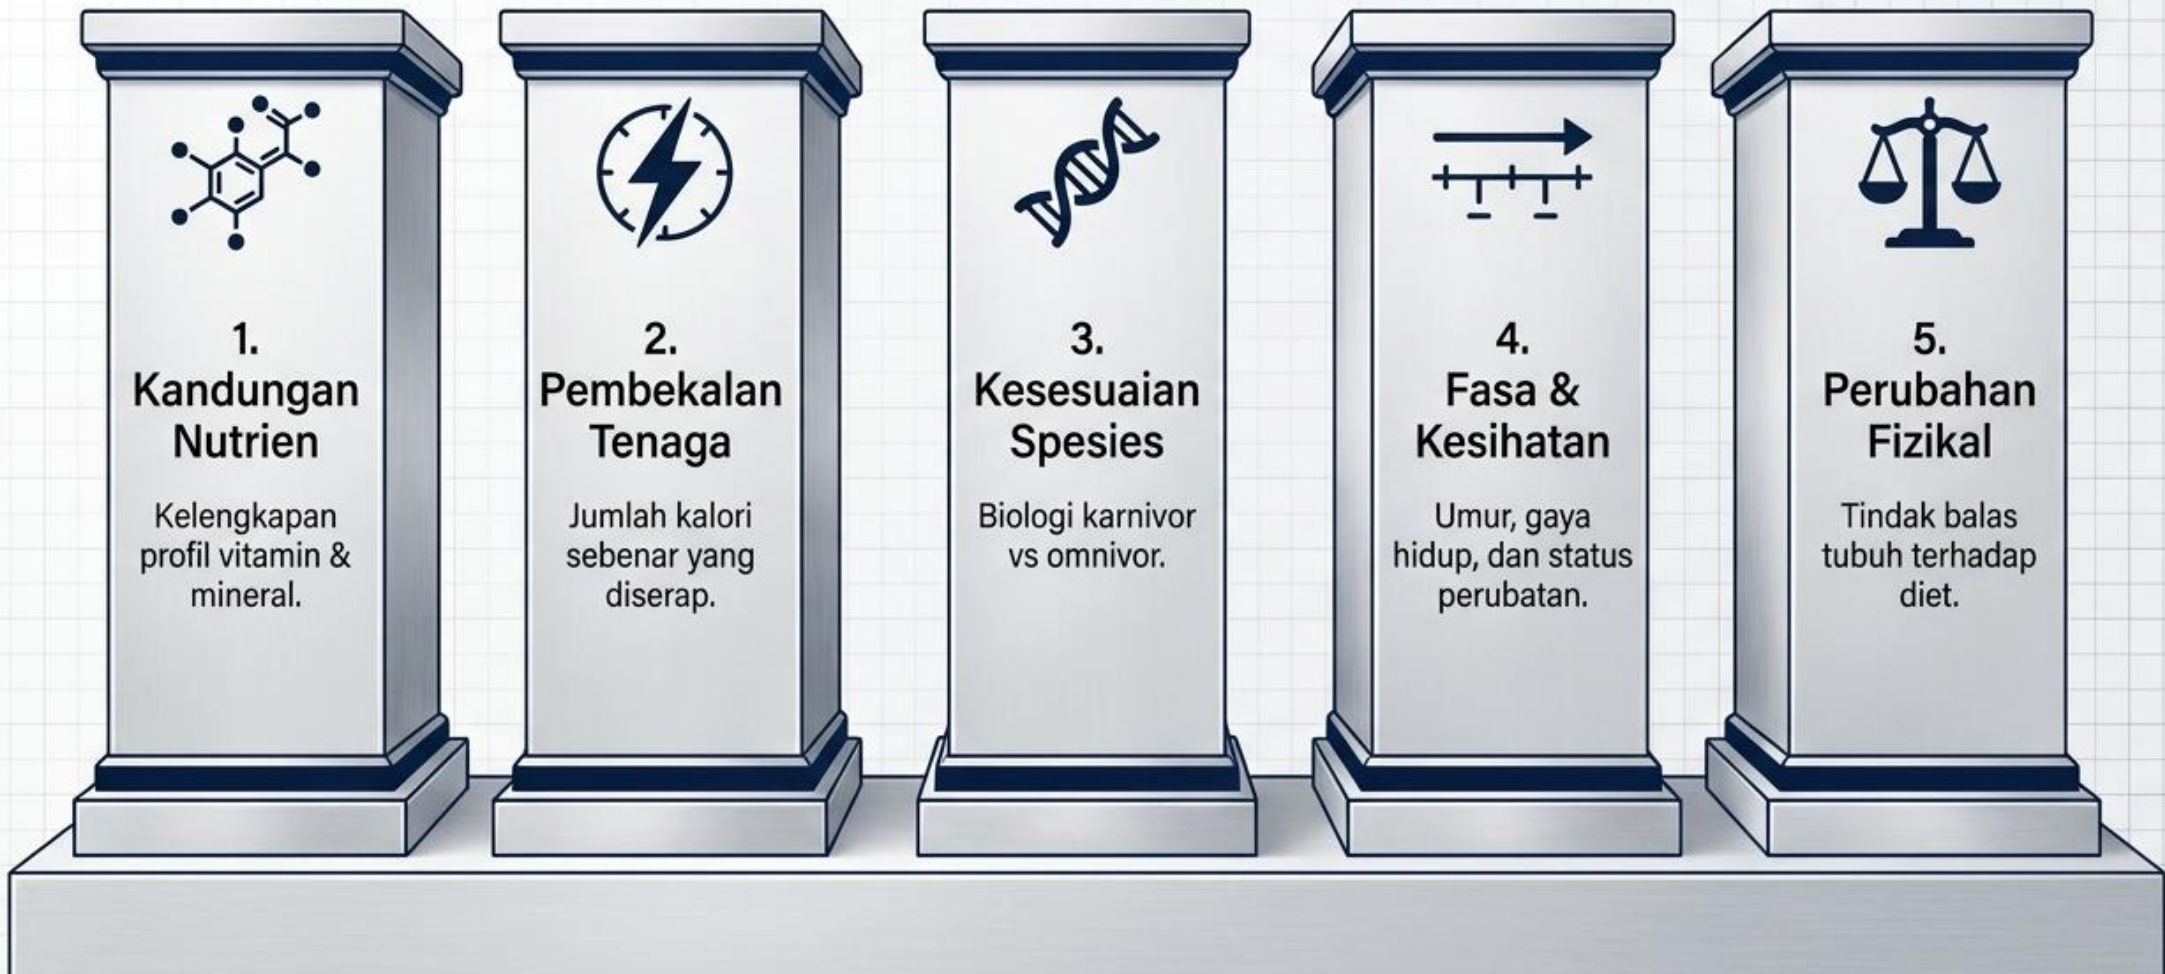 1.
Kandungan
Nutrien
Kelengkapan
profil vitamin &
mineral.
2.
Pembekalan
Tenaga
Jumlah kalori
sebenar yang
diserap.
3.
Kesesuaian
Spesies
Biologi karnivor
vs omnivor.
4.
Fasa &
Kesihatan
Umur, gaya
hidup, dan status
perubatan.
5.
Perubahan
Fizikal
Tindak balas
tubuh terhadap
diet.